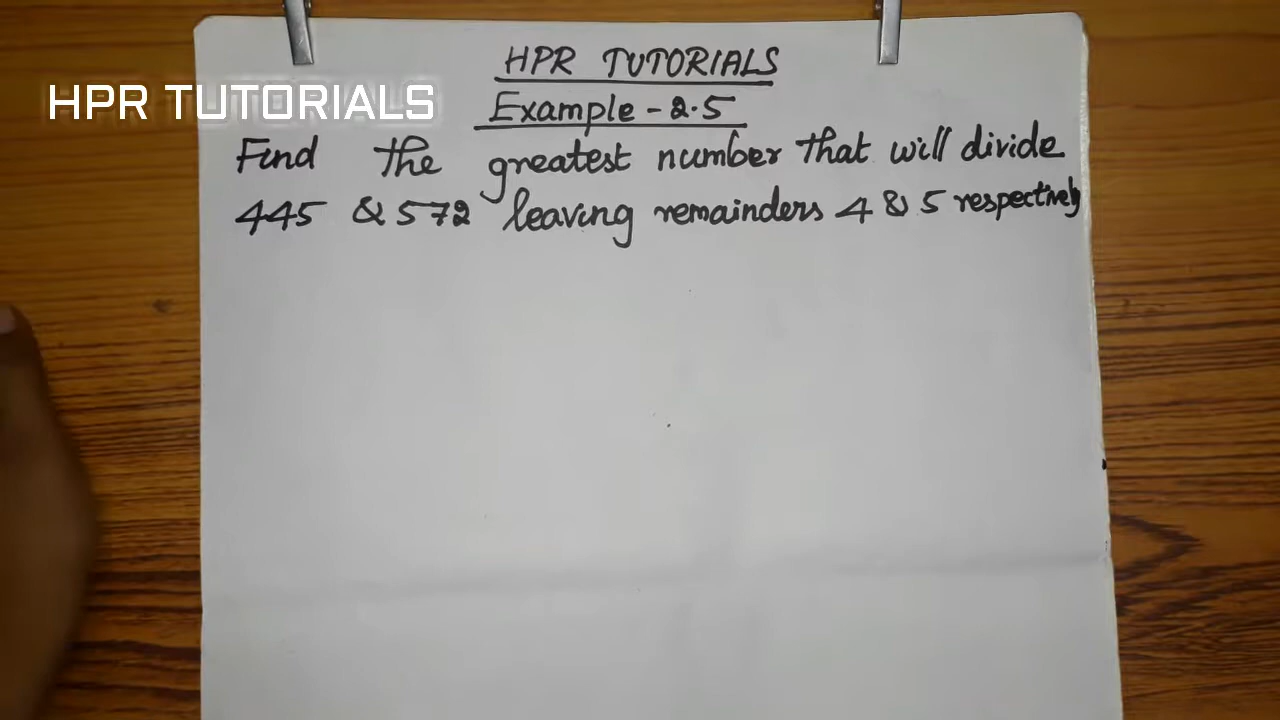 HPR TUTORIALS
HPR TUTORIALS
Example - 2.5
Find the greatest number that will divide
445 & 572 leaving remainders 4 & 5 respectively